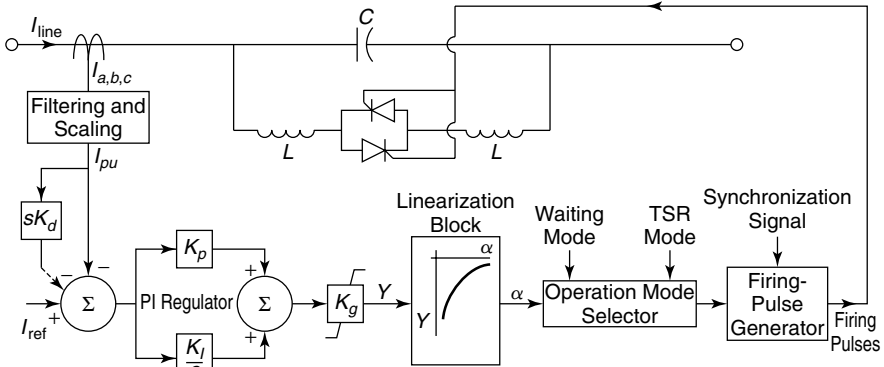 I_line
C
I_a,b,c
Filtering and
Scaling
L
L
I_pu
sK_d
Linearization
Block
Waiting
Mode
TSR
Mode
Synchronization
Signal
K_p
α
− −
+ Σ
PI Regulator
+ Σ
+
K_g
Y
Y
α
Operation Mode
Selector
Firing-
Pulse
Generator
I_ref
K_I
Firing
Pulses